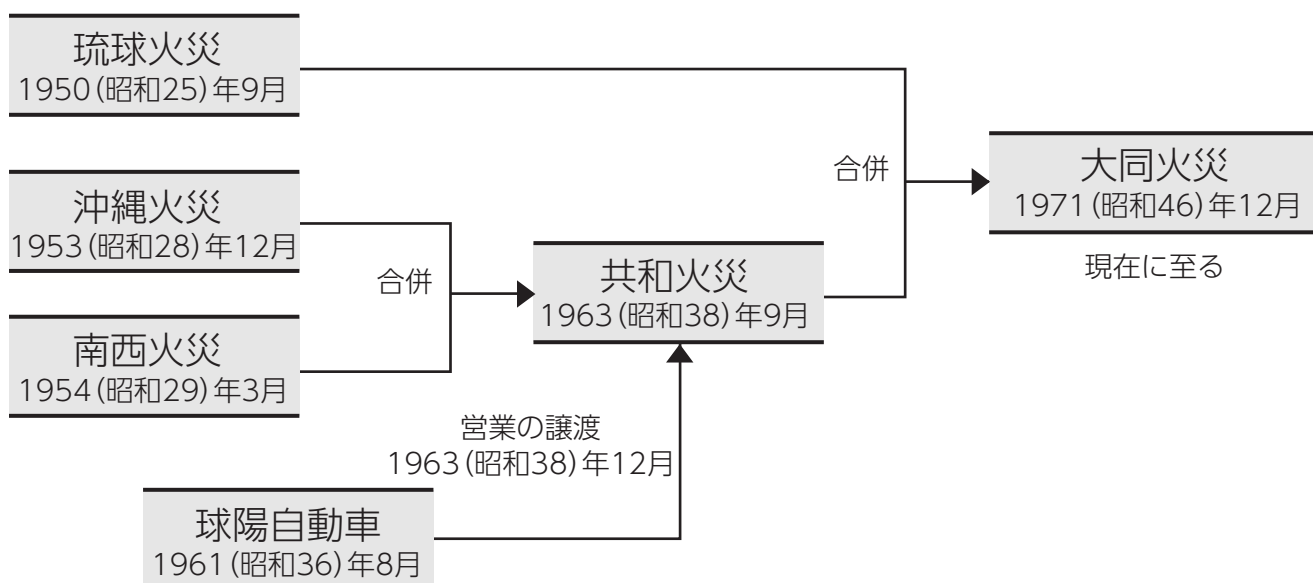 琉球火災
1950(昭和25)年9月
沖縄火災
1953(昭和28)年12月
南西火災
1954(昭和29)年3月
合併
共和火災
1963(昭和38)年9月
営業の譲渡
1963(昭和38)年12月
球陽自動車
1961(昭和36)年8月
合併
大同火災
1971(昭和46)年12月
現在に至る